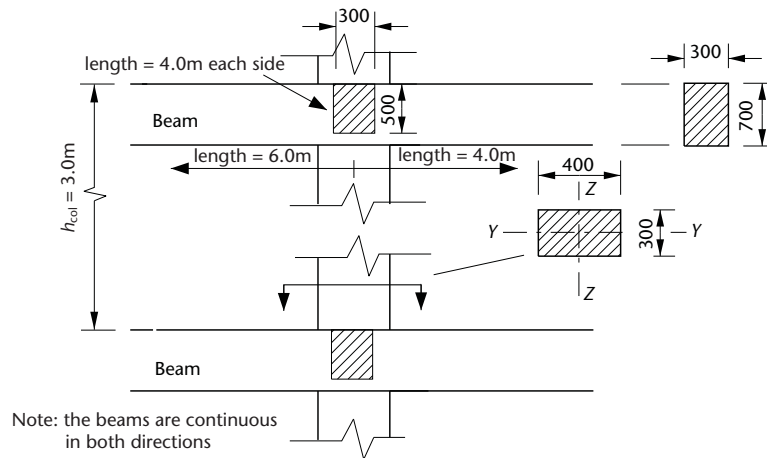 300
length = 4.0m each side
300
Beam
500
700
length = 6.0m
length = 4.0m
400
hcol = 3.0m
Z
Y
300
Y
Z
Beam
Note: the beams are continuous
in both directions